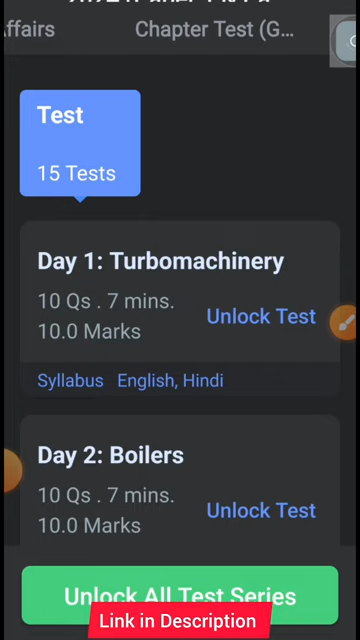 ffairs Chapter Test (G...
Test
15 Tests
Day 1: Turbomachinery
10 Qs . 7 mins.
10.0 Marks
Unlock Test
Syllabus English, Hindi
Day 2: Boilers
10 Qs . 7 mins.
10.0 Marks
Unlock Test
Unlock All Test Series
Link in Description